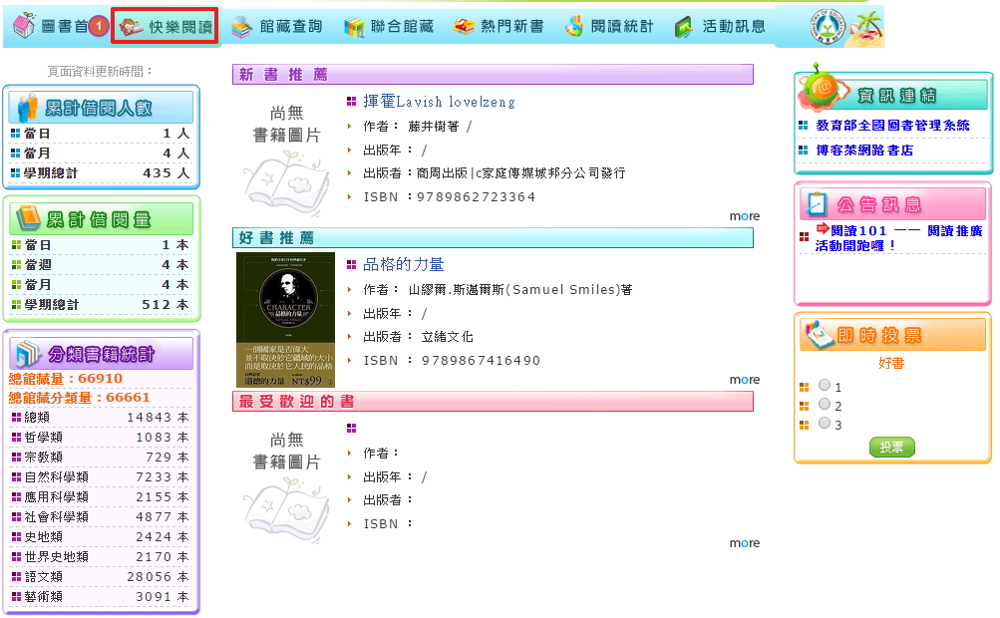 圖書首 1 快樂閱讀 館藏查詢 聯合館藏 熱門新書 閱讀統計 活動訊息
頁面資料更新時間：
累計借閱人數
當日 1 人
當月 4 人
學期總計 435 人
累計借閱量
當日 1 本
當週 4 本
當月 4 本
學期總計 512 本
分類書籍統計
總館藏量：66910
總館藏分類量：66661
總類 14843 本
哲學類 1083 本
宗教類 729 本
自然科學類 7233 本
應用科學類 2155 本
社會科學類 4877 本
史地類 2424 本
世界史地類 2170 本
語文類 28056 本
藝術類 3091 本
新書推薦
尚無
書籍圖片
揮霍Lavish lovelzeng
作者： 藤井樹著 /
出版年： /
出版者：商周出版|c家庭傳媒城邦分公司發行
ISBN ：9789862723364
more
好書推薦
CHARACTER
品格的力量
一個國家是否偉大
並不取決於它疆域的大小
而是取決於它人民的品格
道德的力量 NT$99
品格的力量
作者： 山繆爾.斯邁爾斯(Samuel Smiles)著
出版年： /
出版者： 立緒文化
ISBN ： 9789867416490
more
最受歡迎的書
尚無
書籍圖片
作者：
出版年： /
出版者：
ISBN ：
more
資訊連結
教育部全國圖書管理系統
博客萊網路書店
公告訊息
閱讀101 一一 閱讀推廣
活動開跑囉！
即時投票
好書
1
2
3
投票